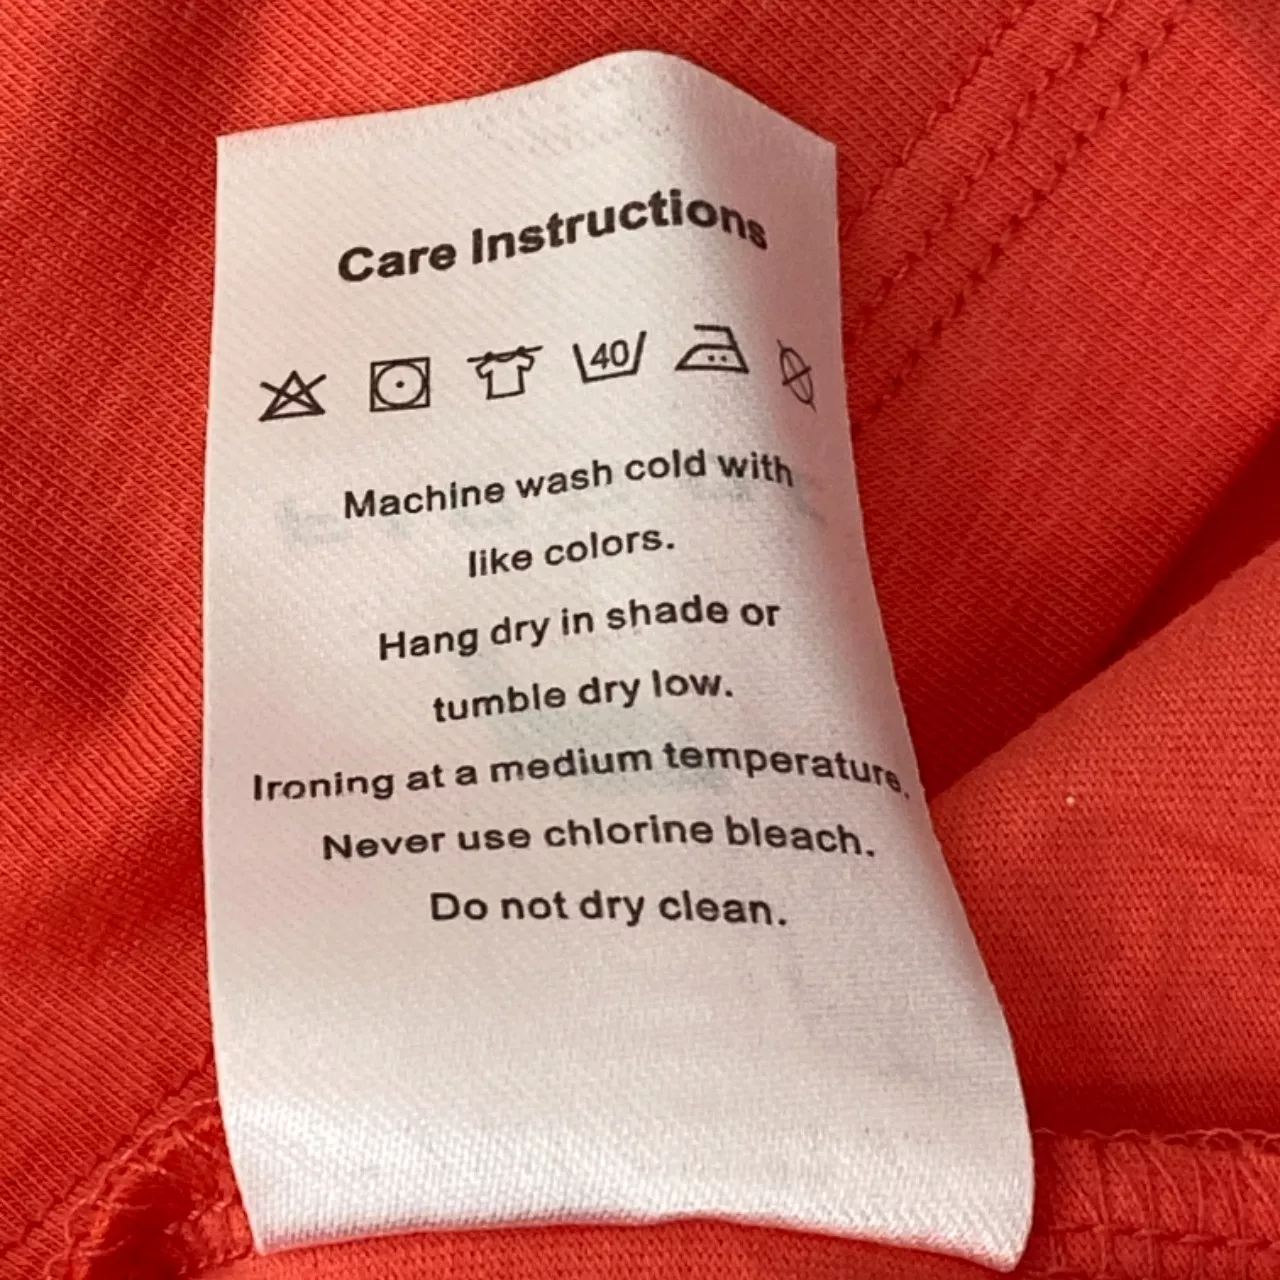 Care Instructions
40
Machine wash cold with
like colors.
Hang dry in shade or
tumble dry low.
Ironing at a medium temperature.
Never use chlorine bleach.
Do not dry clean.